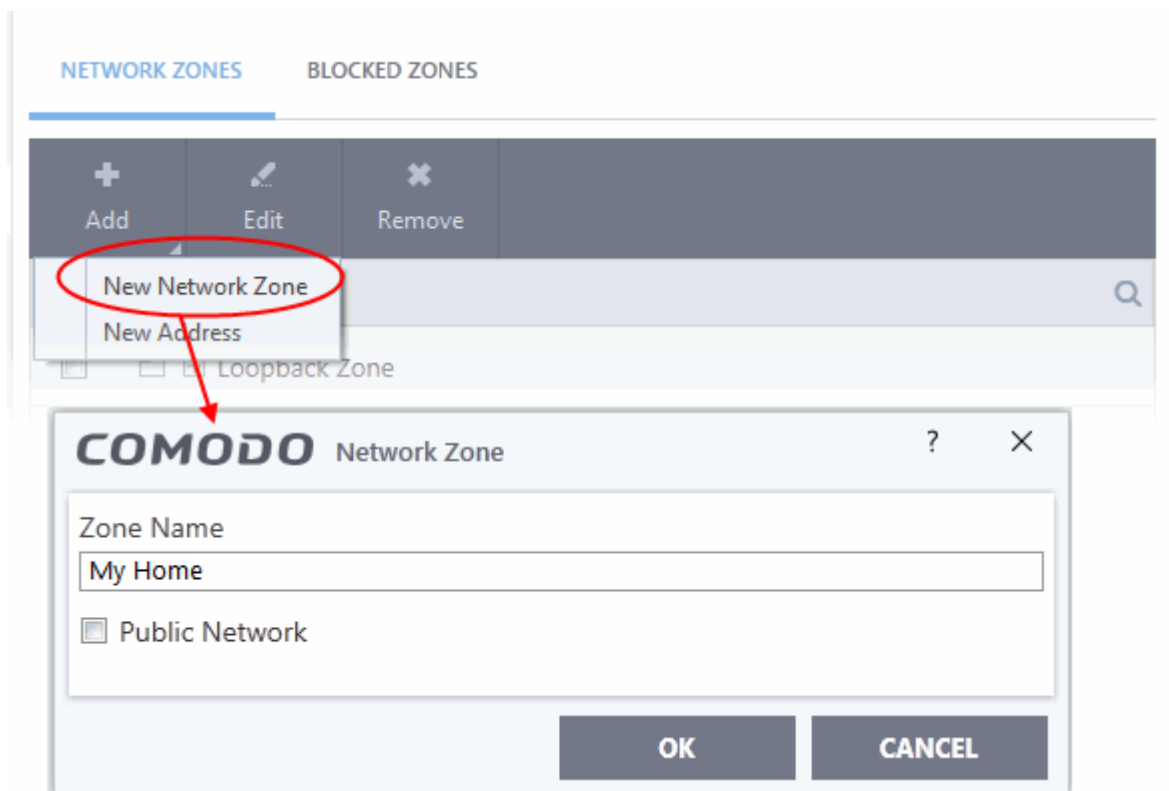 NETWORK ZONES BLOCKED ZONES
Add Edit Remove
New Network Zone
New Address
Loopback Zone
COMODO Network Zone ?
Zone Name
My Home
Public Network
OK CANCEL